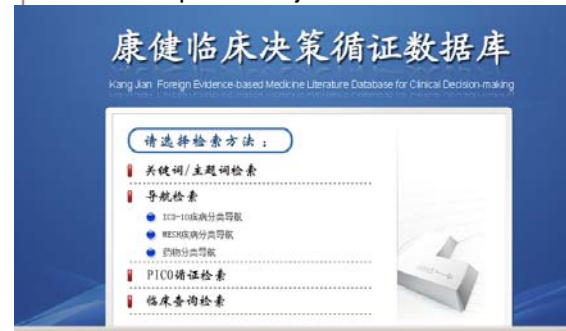 康健临床决策循证数据库
Kang Jian Foreign Evidence-based Medicine Literature Database for Clinical Decision-making
请选择检索方法：
关键词/主题词检索
导航检索
ICD-10疾病分类导航
MESH疾病分类导航
药物分类导航
PICO循证检索
临床查询检索